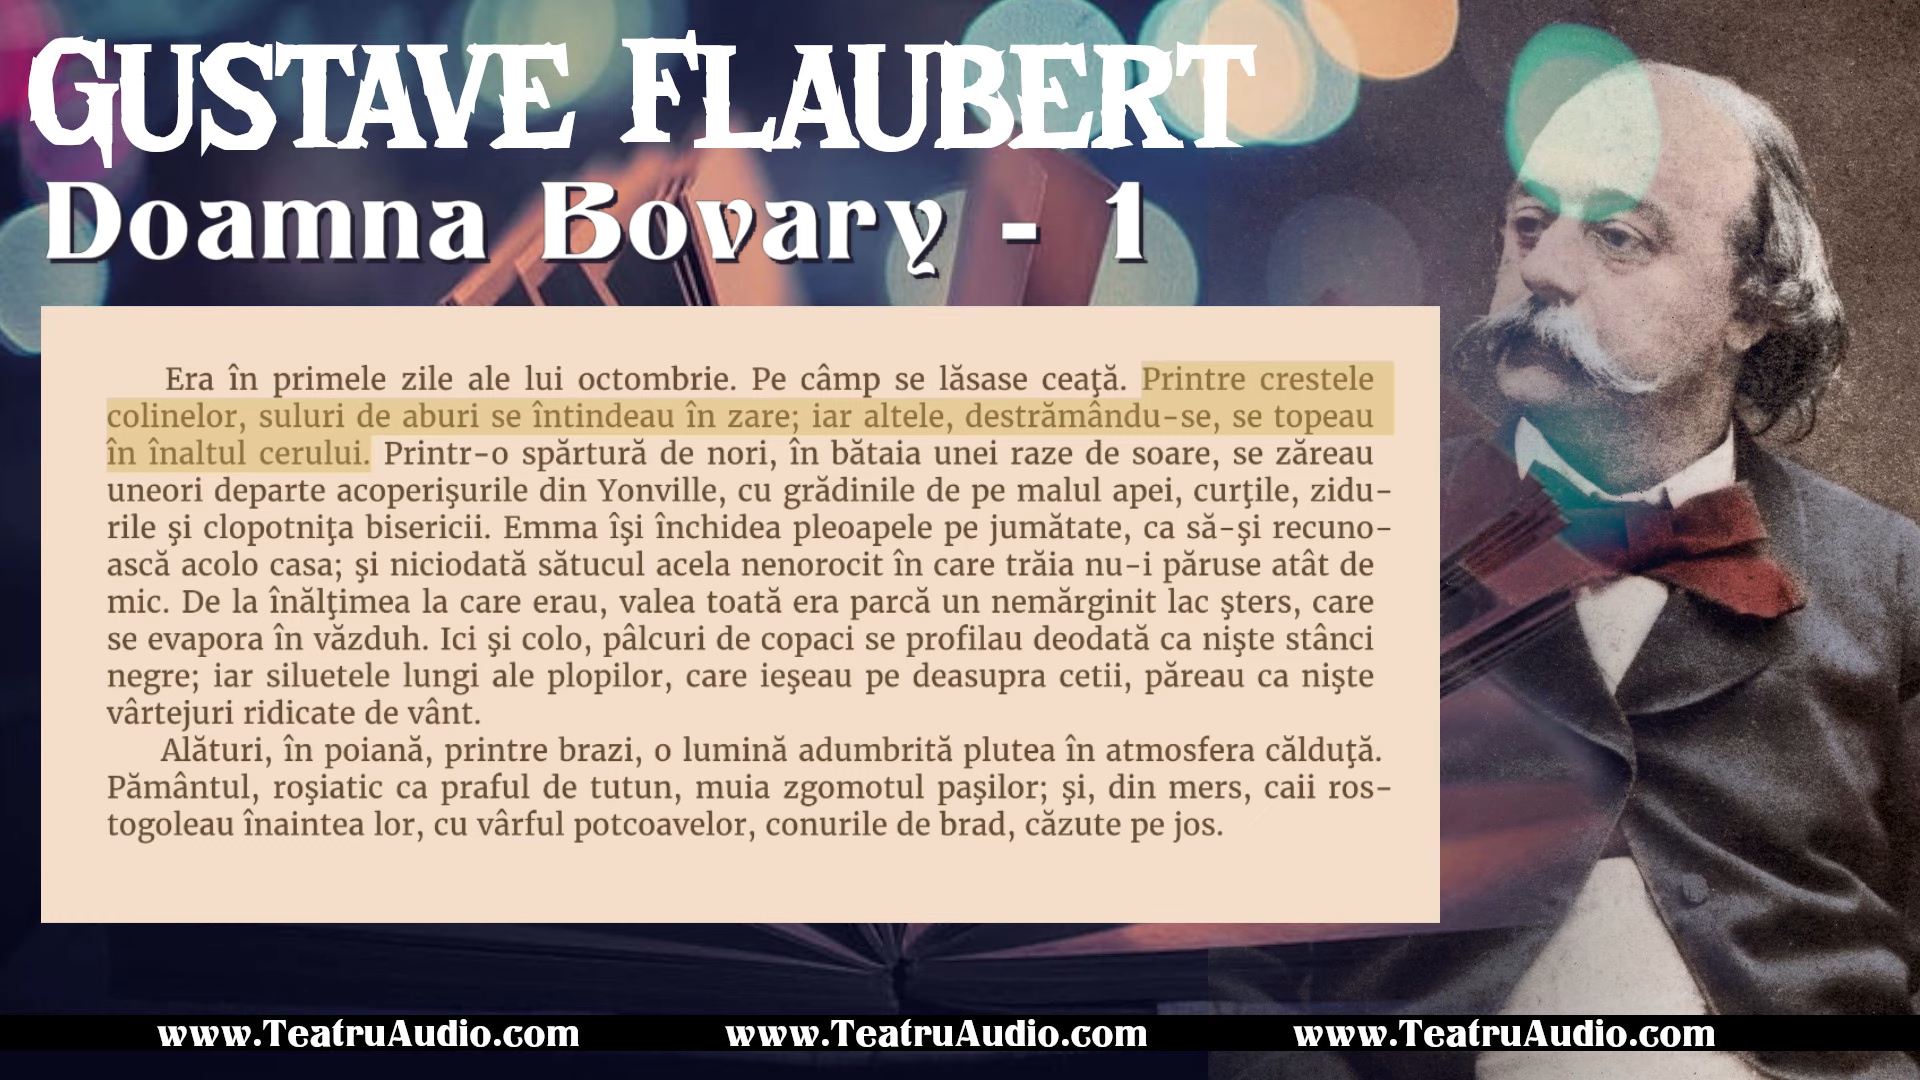 GUSTAVE FLAUBERT
Doamna Bovary - 1
Era în primele zile ale lui octombrie. Pe câmp se lăsase ceaţă. Printre crestele
colinelor, suluri de aburi se întindeau în zare; iar altele, destrămându-se, se topeau
în înaltul cerului. Printr-o spărtură de nori, în bătaia unei raze de soare, se zăreau
uneori departe acoperişurile din Yonville, cu grădinile de pe malul apei, curţile, zidu-
rile şi clopotniţa bisericii. Emma îşi închidea pleoapele pe jumătate, ca să-şi recuno-
ască acolo casa; şi niciodată sătucul acela nenorocit în care trăia nu-i păruse atât de
mic. De la înălţimea la care erau, valea toată era parcă un nemărginit lac şters, care
se evapora în văzduh. Ici şi colo, pâlcuri de copaci se profilau deodată ca nişte stânci
negre; iar siluetele lungi ale plopilor, care ieşeau pe deasupra cetii, păreau ca nişte
vârtejuri ridicate de vânt.
Alături, în poiană, printre brazi, o lumină adumbrită plutea în atmosfera călduţă.
Pământul, roşiatic ca praful de tutun, muia zgomotul paşilor; şi, din mers, caii ros-
togoleau înaintea lor, cu vârful potcoavelor, conurile de brad, căzute pe jos.
www.TeatruAudio.com www.TeatruAudio.com www.TeatruAudio.com